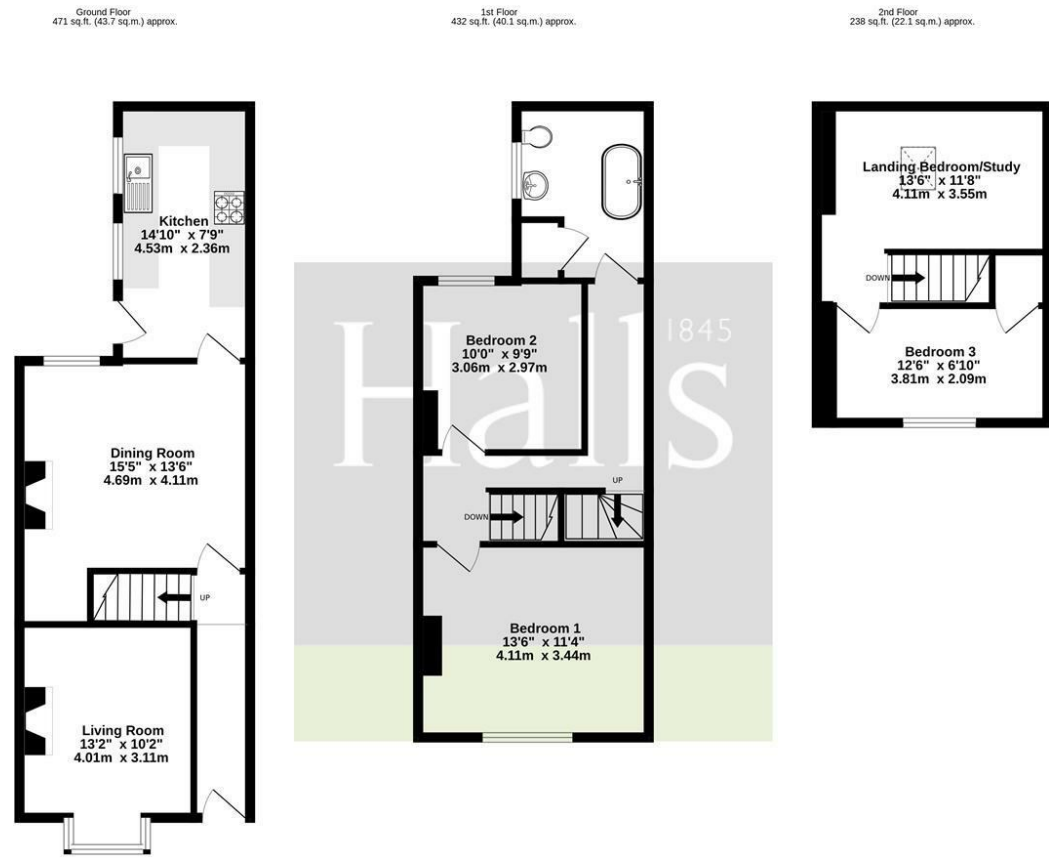 Ground Floor
471 sq.ft. (43.7 sq.m.) approx.
1st Floor
432 sq.ft. (40.1 sq.m.) approx.
2nd Floor
238 sq.ft. (22.1 sq.m.) approx.
Kitchen
14'10" x 7'9"
4.53m x 2.36m
Dining Room
15'5" x 13'6"
4.69m x 4.11m
UP
Living Room
13'2" x 10'2"
4.01m x 3.11m
Bedroom 2
10'0" x 9'9"
3.06m x 2.97m
1845
Halls
UP
DOWN
Bedroom 1
13'6" x 11'4"
4.11m x 3.44m
Landing Bedroom/Study
13'6" x 11'8"
4.11m x 3.55m
DOWN
Bedroom 3
12'6" x 6'10"
3.81m x 2.09m